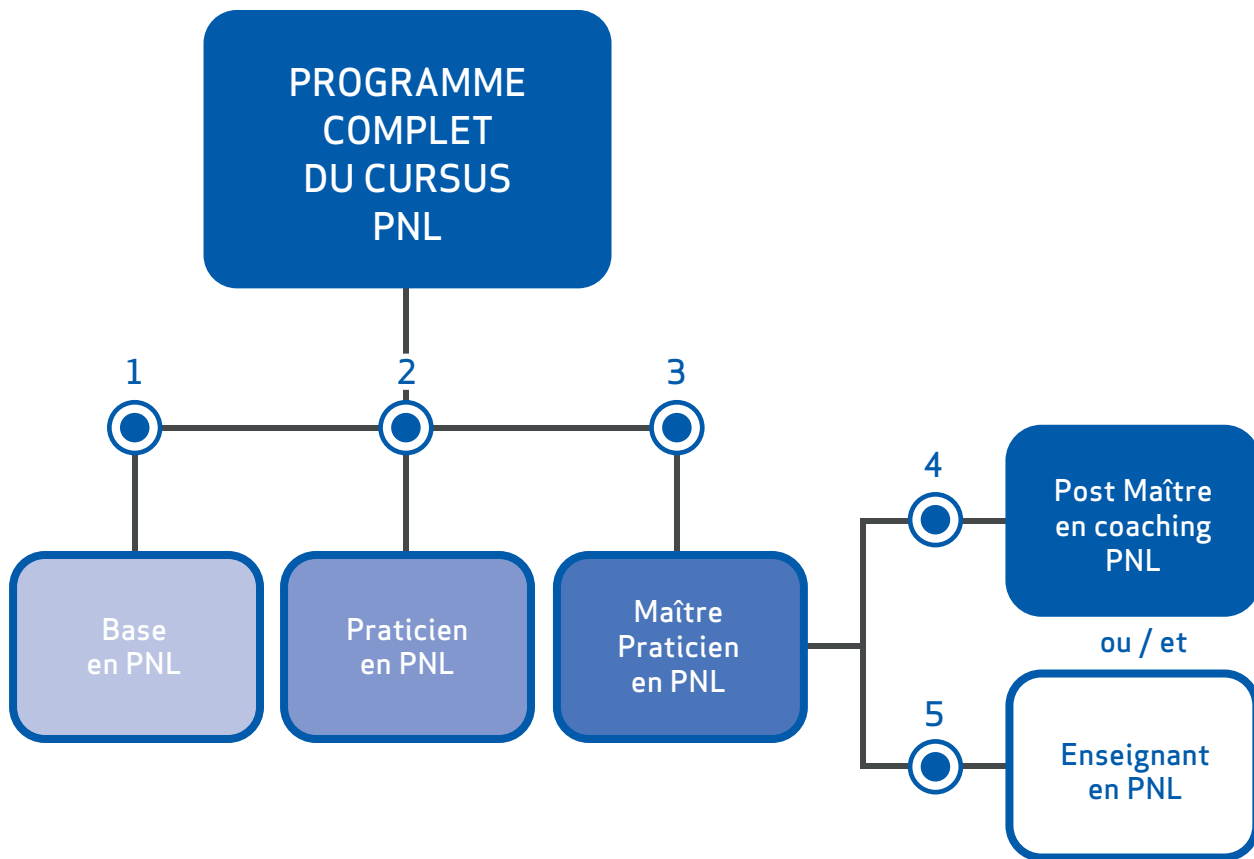 PROGRAMME
COMPLET
DU CURSUS
PNL
1
2
3
Base
en PNL
Praticien
en PNL
Maître
Praticien
en PNL
4
Post Maître
en coaching
PNL
ou / et
5
Enseignant
en PNL